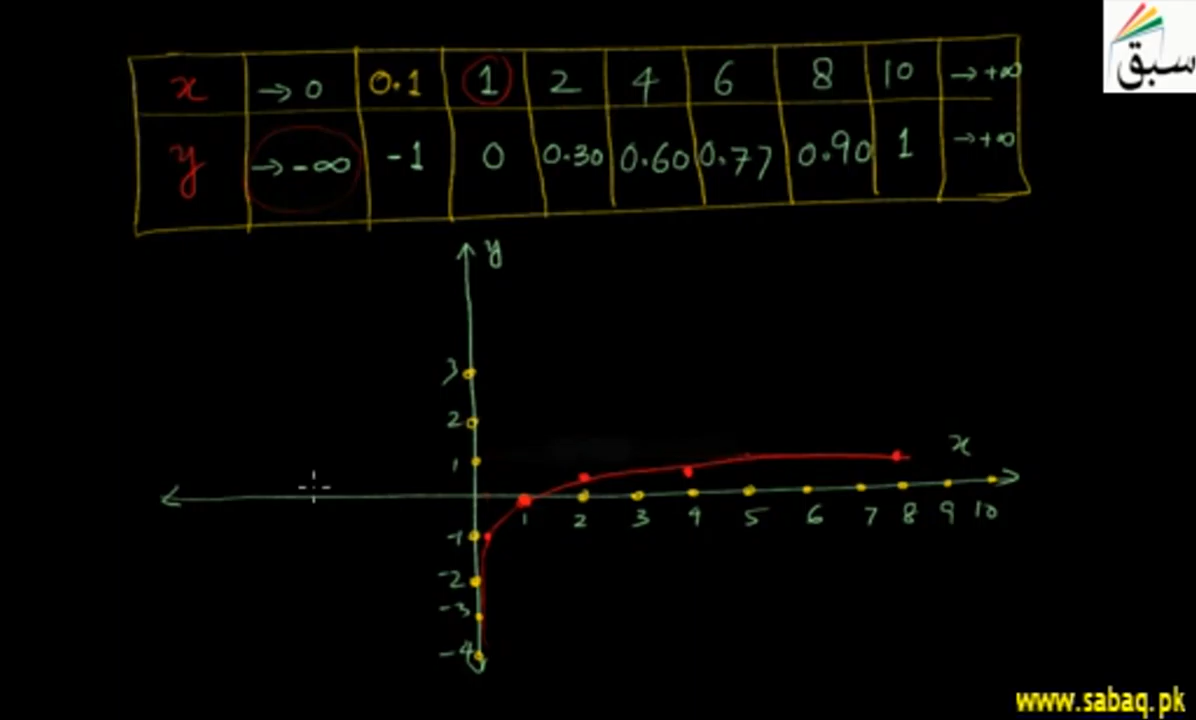 سبق
x →0 0.1 1 2 4 6 8 10 →+∞
y →-∞ -1 0 0.30 0.60 0.77 0.90 1 →+∞
y
3
2
1
x
1 2 3 4 5 6 7 8 9 10
-1
-2
-3
-4
www.sabaq.pk